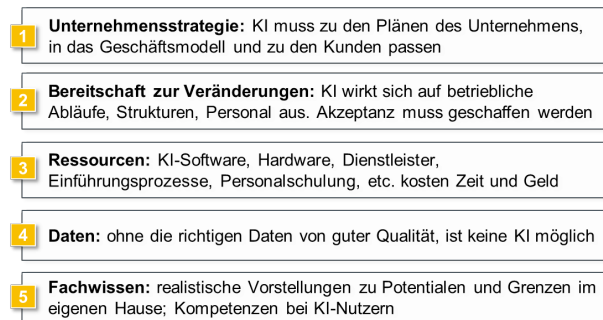 1
Unternehmensstrategie: KI muss zu den Plänen des Unternehmens,
in das Geschäftsmodell und zu den Kunden passen
2
Bereitschaft zur Veränderungen: KI wirkt sich auf betriebliche
Abläufe, Strukturen, Personal aus. Akzeptanz muss geschaffen werden
3
Ressourcen: KI-Software, Hardware, Dienstleister,
Einführungsprozesse, Personalschulung, etc. kosten Zeit und Geld
4
Daten: ohne die richtigen Daten von guter Qualität, ist keine KI möglich
5
Fachwissen: realistische Vorstellungen zu Potentialen und Grenzen im
eigenen Hause; Kompetenzen bei KI-Nutzern